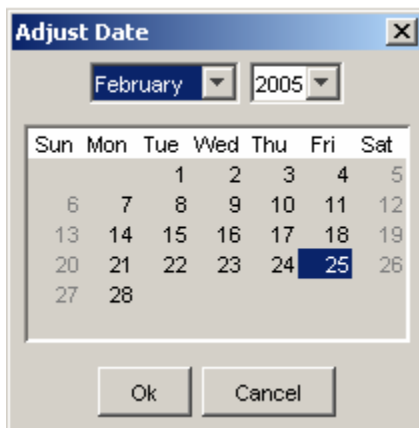 Adjust Date
February 2005
Sun Mon Tue Wed Thu Fri Sat
1 2 3 4 5
6 7 8 9 10 11 12
13 14 15 16 17 18 19
20 21 22 23 24 25 26
27 28
Ok Cancel